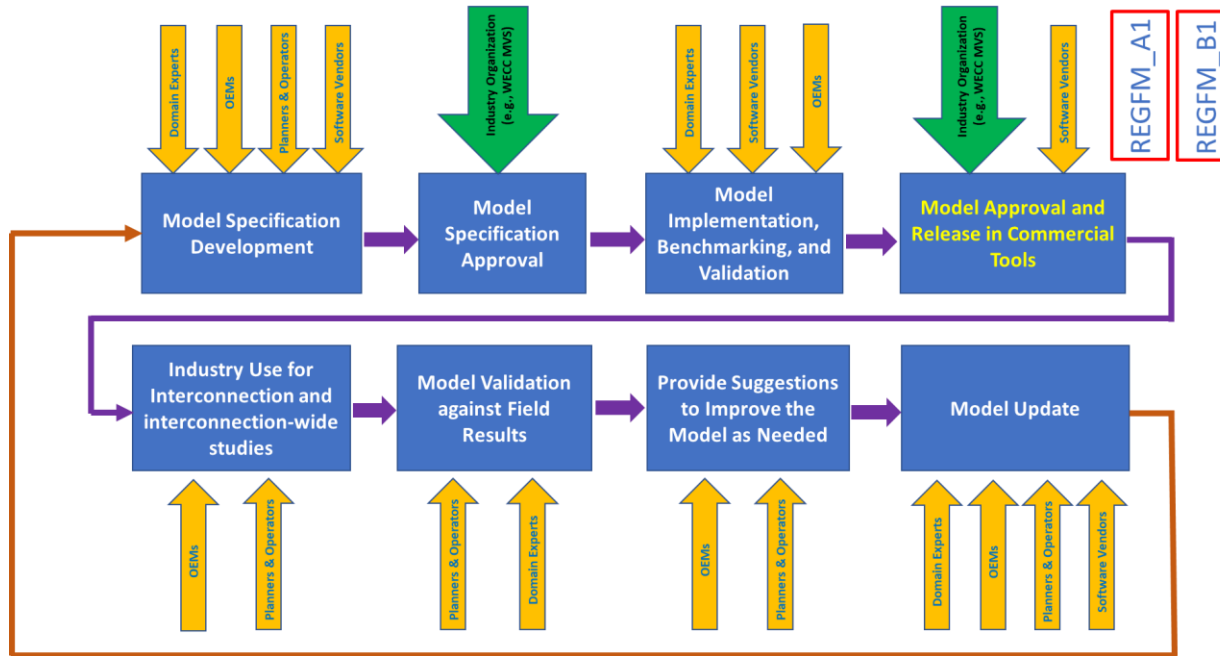 Domain Experts
OEMs
Planners & Operators
Software Vendors
Industry Organization
(e.g., WECC MVS)
Domain Experts
Software Vendors
OEMs
Industry Organization
(e.g., WECC MVS)
Software Vendors
REGFM_A1
REGFM_B1
Model Specification
Development
Model
Specification
Approval
Model
Implementation,
Benchmarking, and
Validation
Model Approval and
Release in Commercial
Tools
Industry Use for
Interconnection and
interconnection-wide
studies
Model Validation
against Field
Results
Provide Suggestions
to Improve the
Model as Needed
Model Update
OEMs
Planners & Operators
Planners & Operators
Domain Experts
OEMs
Planners & Operators
Domain Experts
OEMs
Planners & Operators
Software Vendors